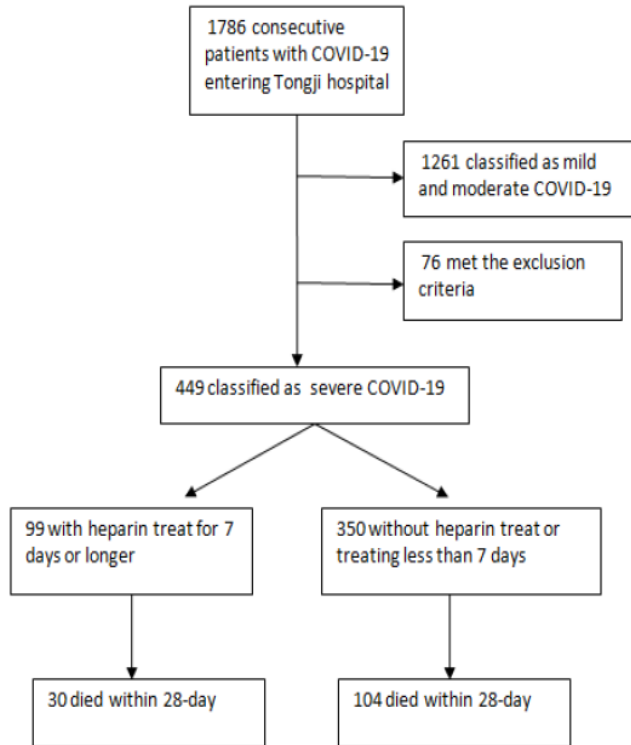 1786 consecutive
patients with COVID-19
entering Tongji hospital
1261 classified as mild
and moderate COVID-19
76 met the exclusion
criteria
449 classified as severe COVID-19
99 with heparin treat for 7
days or longer
350 without heparin treat or
treating less than 7 days
30 died within 28-day
104 died within 28-day